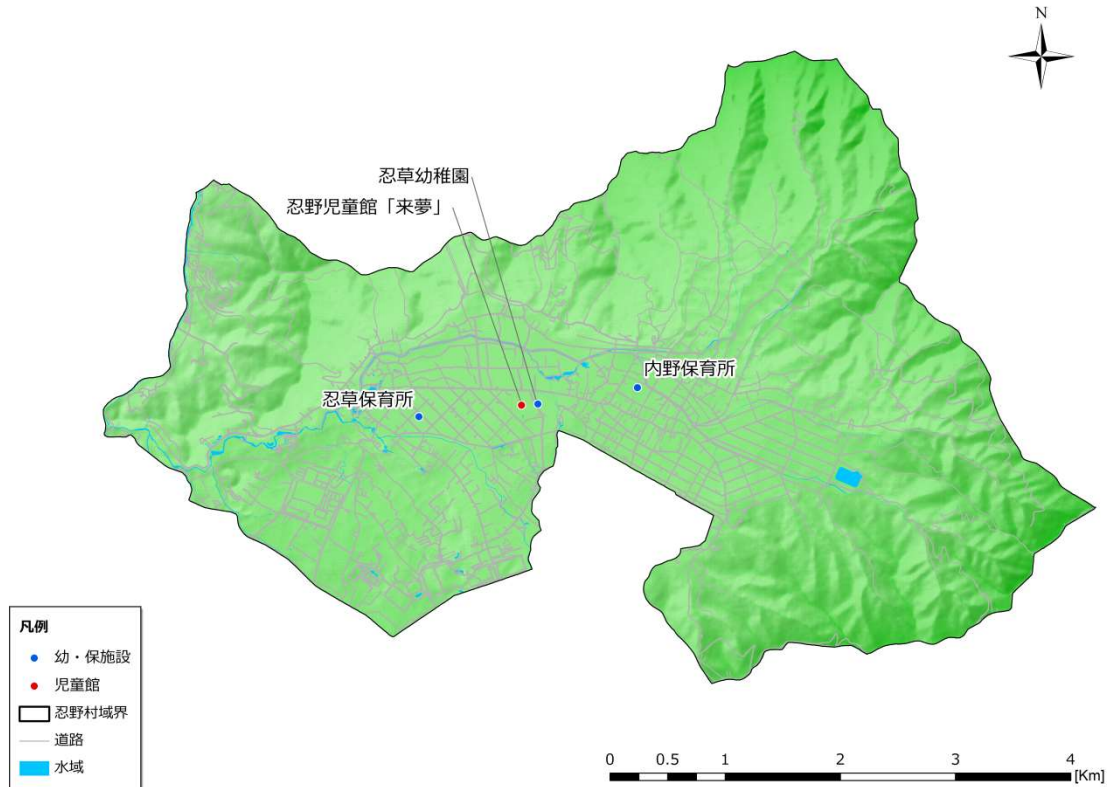 N
忍草幼稚園
忍野児童館「来夢」
内野保育所
忍草保育所
凡例
幼・保施設
児童館
忍野村域界
道路
水域
0 0.5 1 2 3 4
[Km]